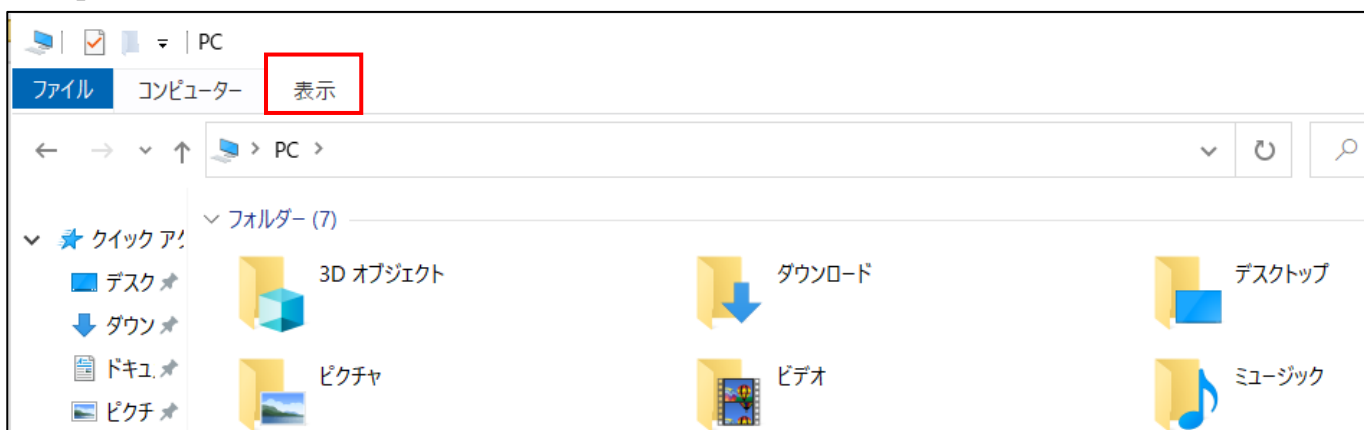 PC
ファイル コンピューター 表示
PC
フォルダー (7)
クイック アク
デスク
ダウン
ドキュ
ピクチ
3D オブジェクト ダウンロード デスクトップ
ピクチャ ビデオ ミュージック